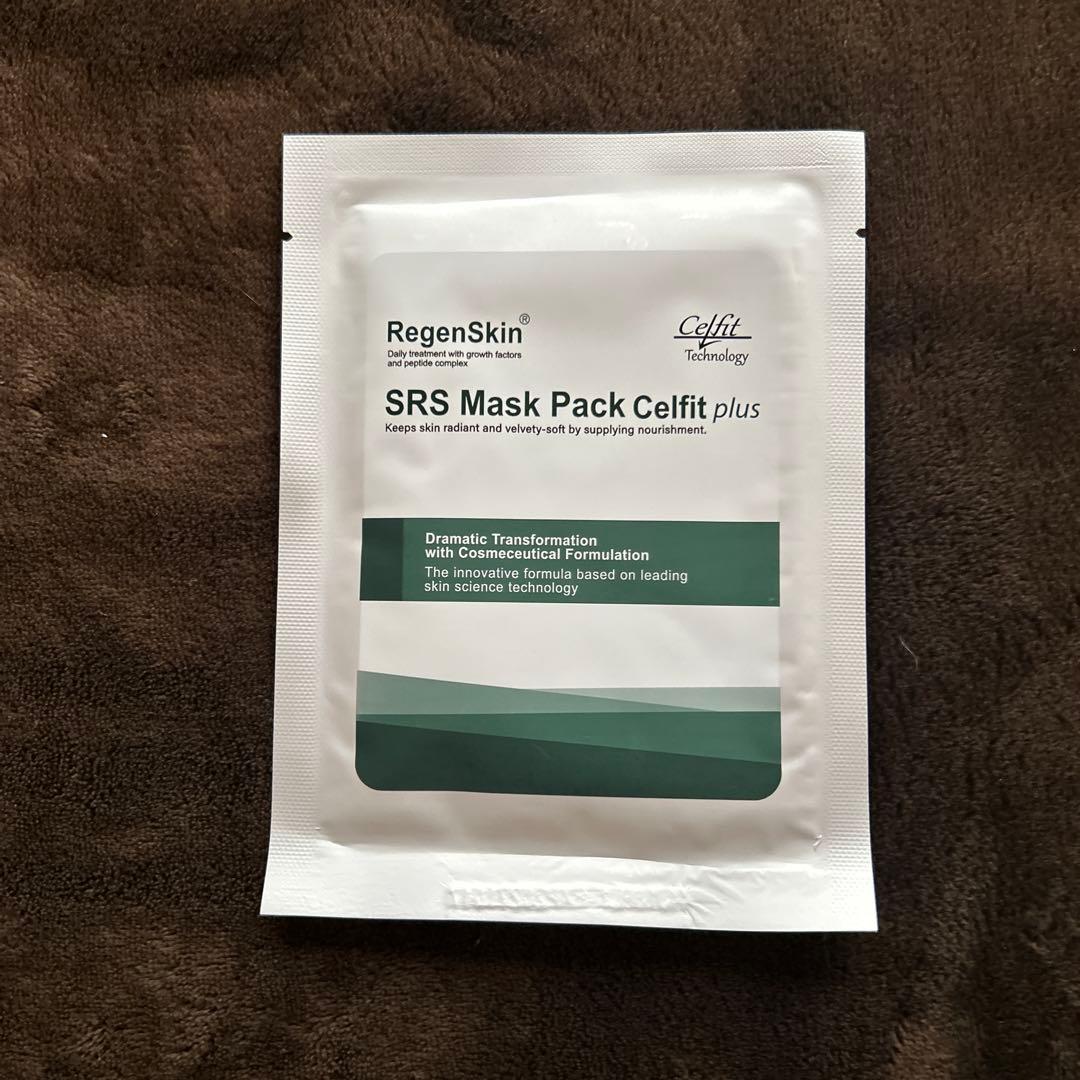 RegenSkin®
Daily treatment with growth factors
and peptide complex
Celfit
Technology
SRS Mask Pack Celfit plus
Keeps skin radiant and velvety-soft by supplying nourishment.
Dramatic Transformation
with Cosmeceutical Formulation
The innovative formula based on leading
skin science technology